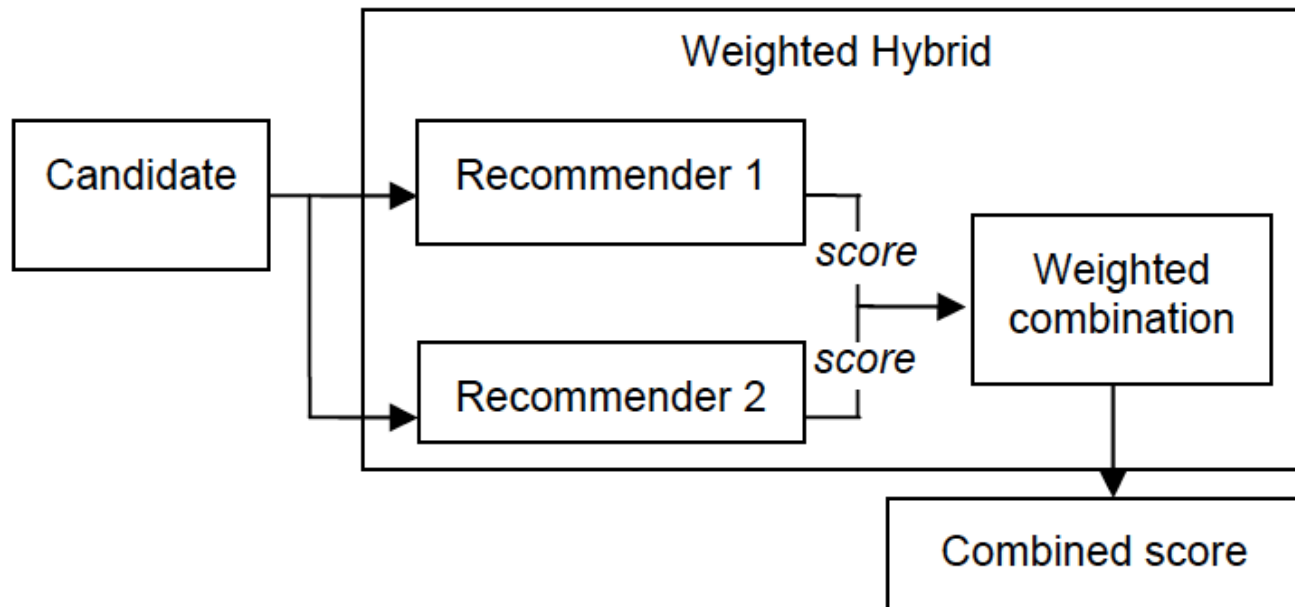 Weighted Hybrid
Candidate
Recommender 1
score
Weighted
combination
score
Recommender 2
Combined score